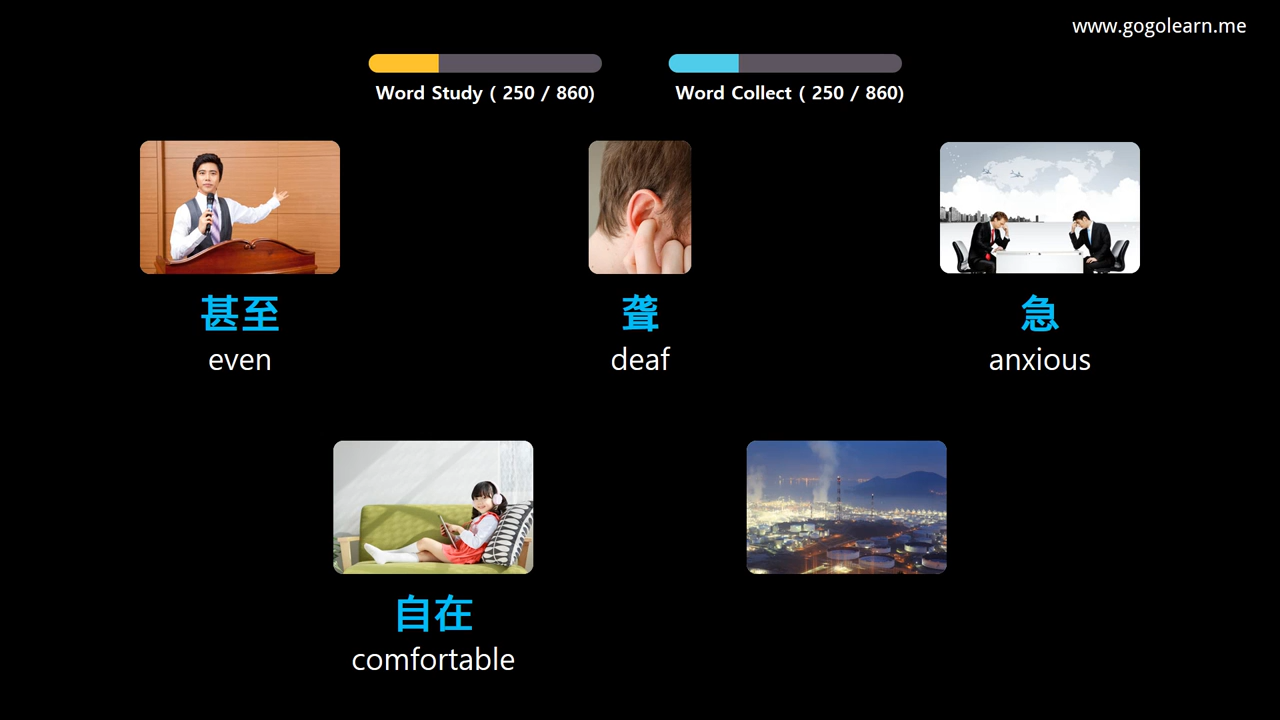 www.gogolearn.me
Word Study ( 250 / 860)
Word Collect ( 250 / 860)
甚至
even
聋
deaf
急
anxious
自在
comfortable